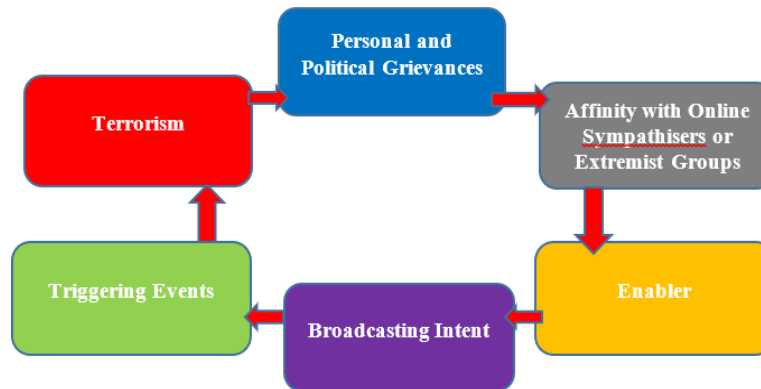 Personal and
Political Grievances
Affinity with Online
Sympathisers or
Extremist Groups
Terrorism
Triggering Events
Enabler
Broadcasting Intent